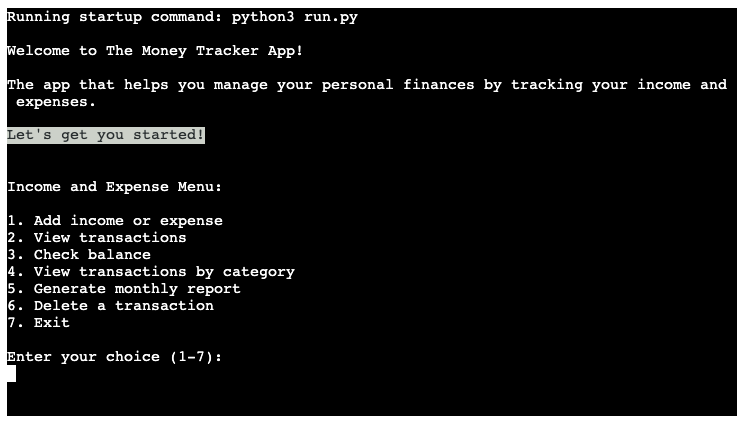 Running startup command: python3 run.py
Welcome to The Money Tracker App!
The app that helps you manage your personal finances by tracking your income and
expenses.
Let's get you started!
Income and Expense Menu:
1. Add income or expense
2. View transactions
3. Check balance
4. View transactions by category
5. Generate monthly report
6. Delete a transaction
7. Exit
Enter your choice (1-7):